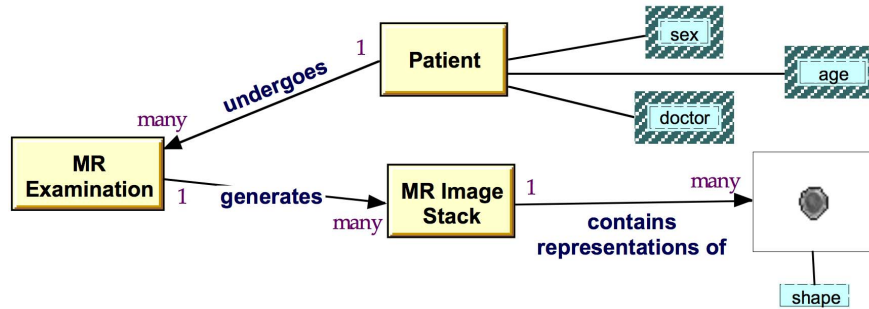 sex
1
Patient
undergoes
age
many
doctor
MR
Examination
1
generates
many
MR Image
Stack
1
many
contains
representations of
shape